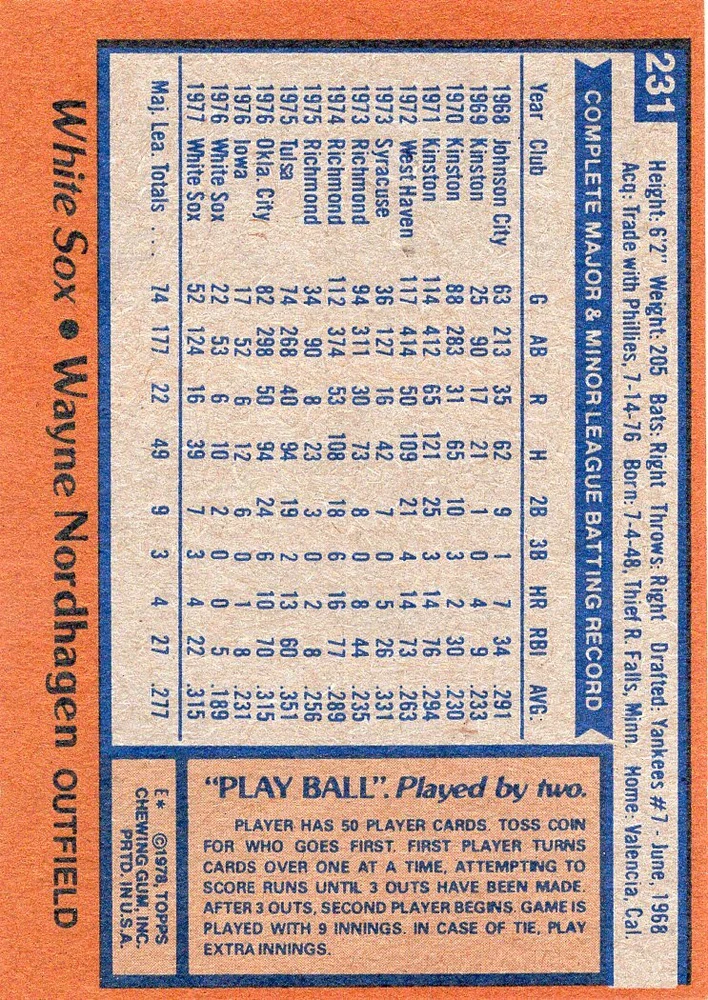 231
Height: 6'2" Weight: 205 Bats: Right Throws: Right Drafted: Yankees #7 - June, 1968
Acq: Trade with Phillies, 7-14-76 Born: 7-4-48, Thief R. Falls, Minn. Home: Valencia, Cal.
COMPLETE MAJOR & MINOR LEAGUE BATTING RECORD
Year Club G AB R H 2B 3B HR RBI AVG.
1968 Johnson City 63 213 35 62 9 1 7 34 .291
1969 Kinston 25 90 17 21 1 0 4 9 .233
1970 Kinston 88 283 31 65 10 3 2 30 .230
1971 Kinston 114 412 65 121 25 3 14 76 .294
1972 West Haven 117 414 50 109 21 4 14 73 .263
1973 Syracuse 36 127 16 42 7 0 5 26 .331
1973 Richmond 94 311 30 73 8 0 8 44 .235
1974 Richmond 112 374 53 108 18 6 16 77 .289
1975 Richmond 34 90 8 23 3 0 2 8 .256
1975 Tulsa 74 268 40 94 19 2 13 60 .351
1976 Okla. City 82 298 50 94 24 6 10 70 .315
1976 Iowa 17 52 6 12 6 0 1 8 .231
1976 White Sox 22 53 6 10 2 0 0 5 .189
1977 White Sox 52 124 16 39 7 3 4 22 .315
Maj. Lea. Totals . . . 74 177 22 49 9 3 4 27 .277
"PLAY BALL". Played by two.
PLAYER HAS 50 PLAYER CARDS. TOSS COIN
FOR WHO GOES FIRST. FIRST PLAYER TURNS
CARDS OVER ONE AT A TIME, ATTEMPTING TO
SCORE RUNS UNTIL 3 OUTS HAVE BEEN MADE.
AFTER 3 OUTS, SECOND PLAYER BEGINS. GAME IS
PLAYED WITH 9 INNINGS. IN CASE OF TIE, PLAY
EXTRA INNINGS.
E* ©1978, TOPPS
CHEWING GUM, INC.
PRTD. IN U.S.A.
White Sox • Wayne Nordhagen OUTFIELD